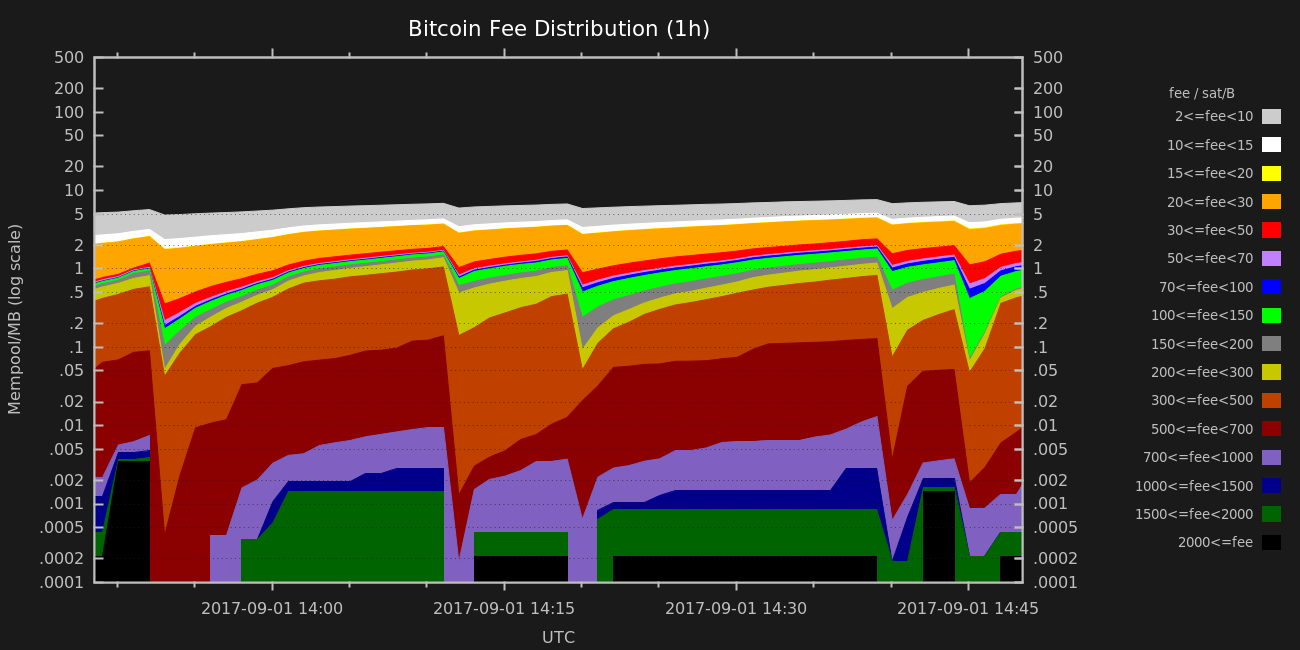 Bitcoin Fee Distribution (1h)
500 500
200 200
100 100
50 50
20 20
10 10
5 5
2 2
1 1
.5 .5
.2 .2
.1 .1
.05 .05
.02 .02
.01 .01
.005 .005
.002 .002
.001 .001
.0005 .0005
.0002 .0002
.0001 .0001
Mempool/MB (log scale)
2017-09-01 14:00 2017-09-01 14:15 2017-09-01 14:30 2017-09-01 14:45
UTC
fee / sat/B
2<=fee<10
10<=fee<15
15<=fee<20
20<=fee<30
30<=fee<50
50<=fee<70
70<=fee<100
100<=fee<150
150<=fee<200
200<=fee<300
300<=fee<500
500<=fee<700
700<=fee<1000
1000<=fee<1500
1500<=fee<2000
2000<=fee